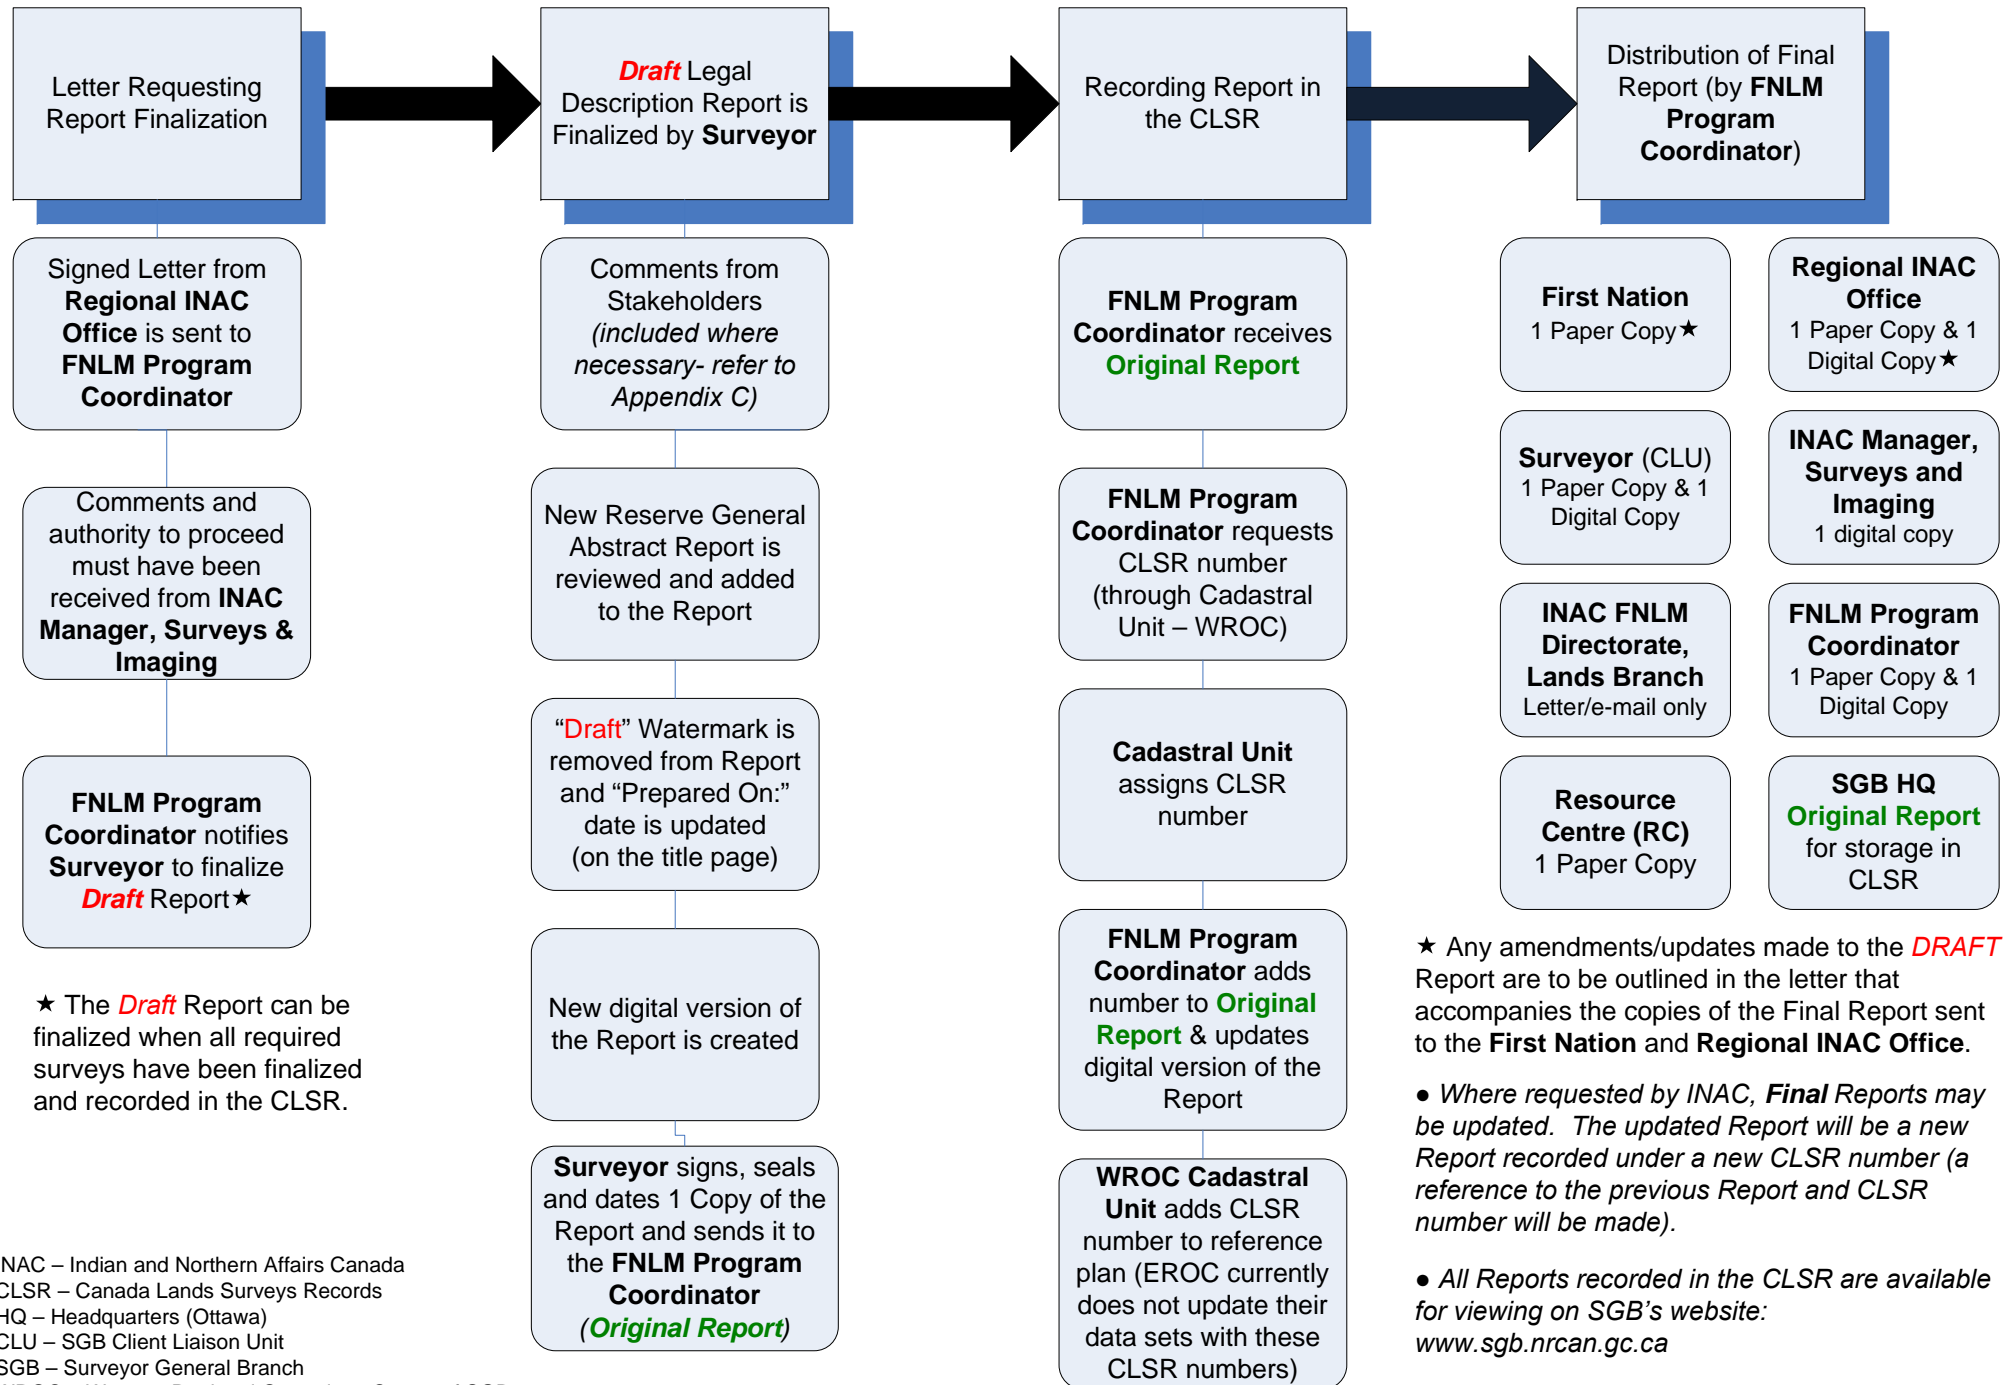 Letter Requesting
Report Finalization
Draft Legal
Description Report is
Finalized by Surveyor
Recording Report in
the CLSR
Distribution of Final
Report (by FNLM
Program
Coordinator)
Signed Letter from
Regional INAC
Office is sent to
FNLM Program
Coordinator
Comments and
authority to proceed
must have been
received from INAC
Manager, Surveys &
Imaging
FNLM Program
Coordinator notifies
Surveyor to finalize
Draft Report★
★ The Draft Report can be
finalized when all required
surveys have been finalized
and recorded in the CLSR.
Comments from
Stakeholders
(included where
necessary- refer to
Appendix C)
New Reserve General
Abstract Report is
reviewed and added
to the Report
“Draft” Watermark is
removed from Report
and “Prepared On:”
date is updated
(on the title page)
New digital version of
the Report is created
Surveyor signs, seals
and dates 1 Copy of the
Report and sends it to
the FNLM Program
Coordinator
(Original Report)
FNLM Program
Coordinator receives
Original Report
FNLM Program
Coordinator requests
CLSR number
(through Cadastral
Unit – WROC)
Cadastral Unit
assigns CLSR
number
FNLM Program
Coordinator adds
number to Original
Report & updates
digital version of the
Report
WROC Cadastral
Unit adds CLSR
number to reference
plan (EROC currently
does not update their
data sets with these
CLSR numbers)
First Nation
1 Paper Copy★
Regional INAC
Office
1 Paper Copy & 1
Digital Copy★
Surveyor (CLU)
1 Paper Copy & 1
Digital Copy
INAC Manager,
Surveys and
Imaging
1 digital copy
INAC FNLM
Directorate,
Lands Branch
Letter/e-mail only
FNLM Program
Coordinator
1 Paper Copy & 1
Digital Copy
Resource
Centre (RC)
1 Paper Copy
SGB HQ
Original Report
for storage in
CLSR
★ Any amendments/updates made to the DRAFT
Report are to be outlined in the letter that
accompanies the copies of the Final Report sent
to the First Nation and Regional INAC Office.
● Where requested by INAC, Final Reports may
be updated. The updated Report will be a new
Report recorded under a new CLSR number (a
reference to the previous Report and CLSR
number will be made).
● All Reports recorded in the CLSR are available
for viewing on SGB’s website:
www.sgb.nrcan.gc.ca
INAC – Indian and Northern Affairs Canada
CLSR – Canada Lands Surveys Records
HQ – Headquarters (Ottawa)
CLU – SGB Client Liaison Unit
SGB – Surveyor General Branch